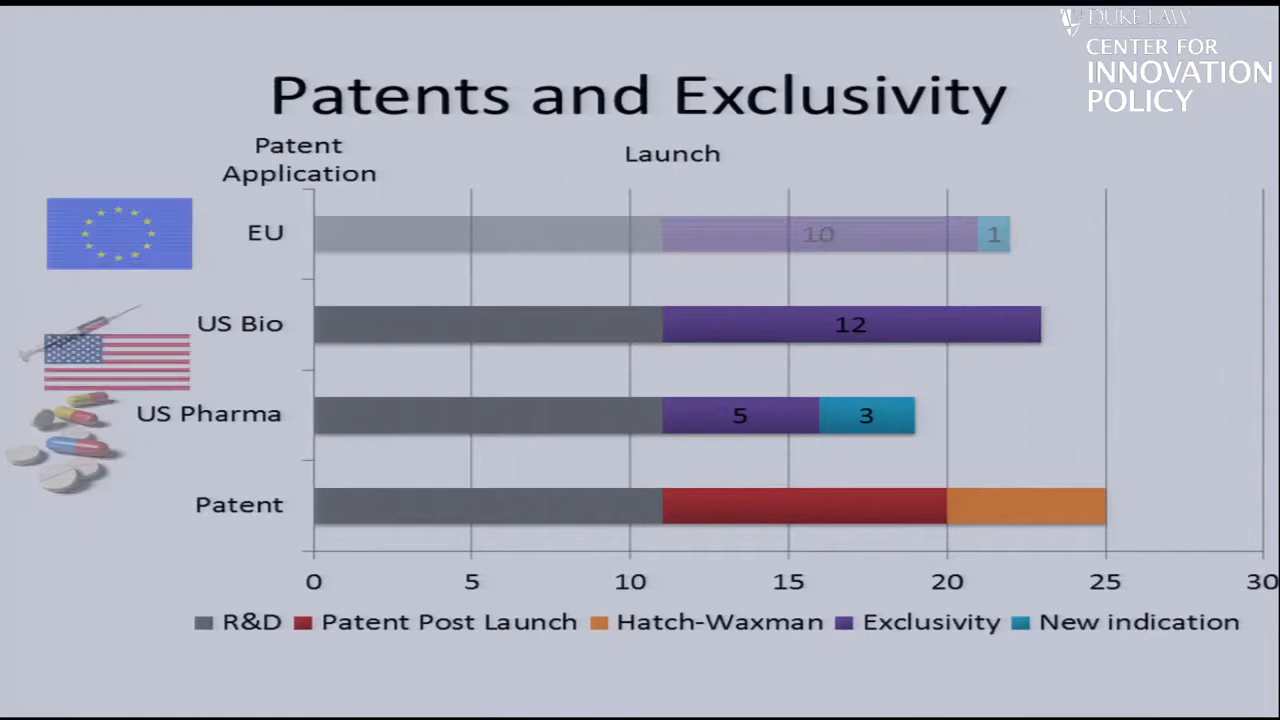 DUKE LAW
CENTER FOR
INNOVATION
POLICY
Patents and Exclusivity
Patent
Application
Launch
EU
10
1
US Bio
12
US Pharma
5
3
Patent
0
5
10
15
20
25
30
R&D
Patent Post Launch
Hatch-Waxman
Exclusivity
New indication